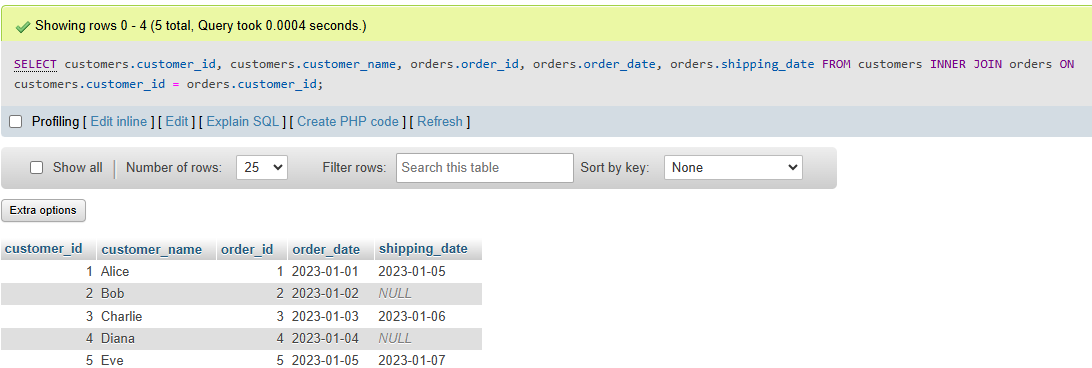 Showing rows 0 - 4 (5 total, Query took 0.0004 seconds.)
SELECT customers.customer_id, customers.customer_name, orders.order_id, orders.order_date, orders.shipping_date FROM customers INNER JOIN orders ON
customers.customer_id = orders.customer_id;
Profiling [ Edit inline ] [ Edit ] [ Explain SQL ] [ Create PHP code ] [ Refresh ]
Show all Number of rows: 25 Filter rows: Search this table Sort by key: None
Extra options
customer_id customer_name order_id order_date shipping_date
1 Alice 1 2023-01-01 2023-01-05
2 Bob 2 2023-01-02 NULL
3 Charlie 3 2023-01-03 2023-01-06
4 Diana 4 2023-01-04 NULL
5 Eve 5 2023-01-05 2023-01-07